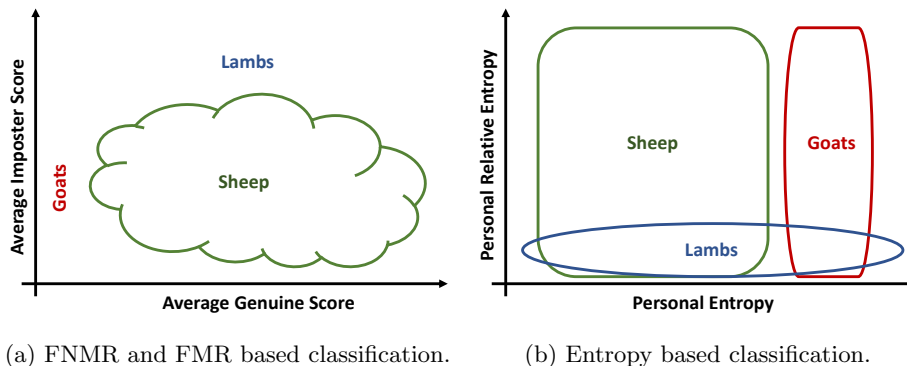 Average Imposter Score
Lambs
Goats
Sheep
Average Genuine Score
(a) FNMR and FMR based classification.
Personal Relative Entropy
Sheep
Goats
Lambs
Personal Entropy
(b) Entropy based classification.